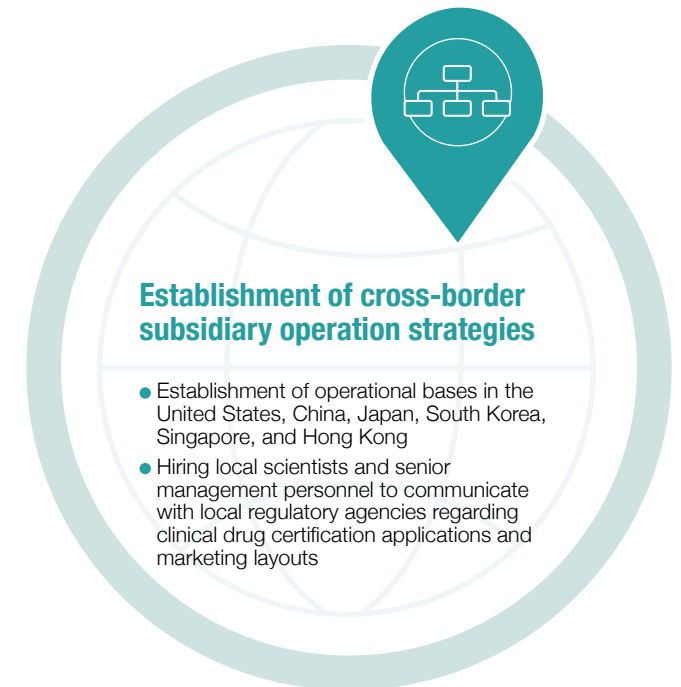 Establishment of cross-border
subsidiary operation strategies
● Establishment of operational bases in the
United States, China, Japan, South Korea,
Singapore, and Hong Kong
● Hiring local scientists and senior
management personnel to communicate
with local regulatory agencies regarding
clinical drug certification applications and
marketing layouts